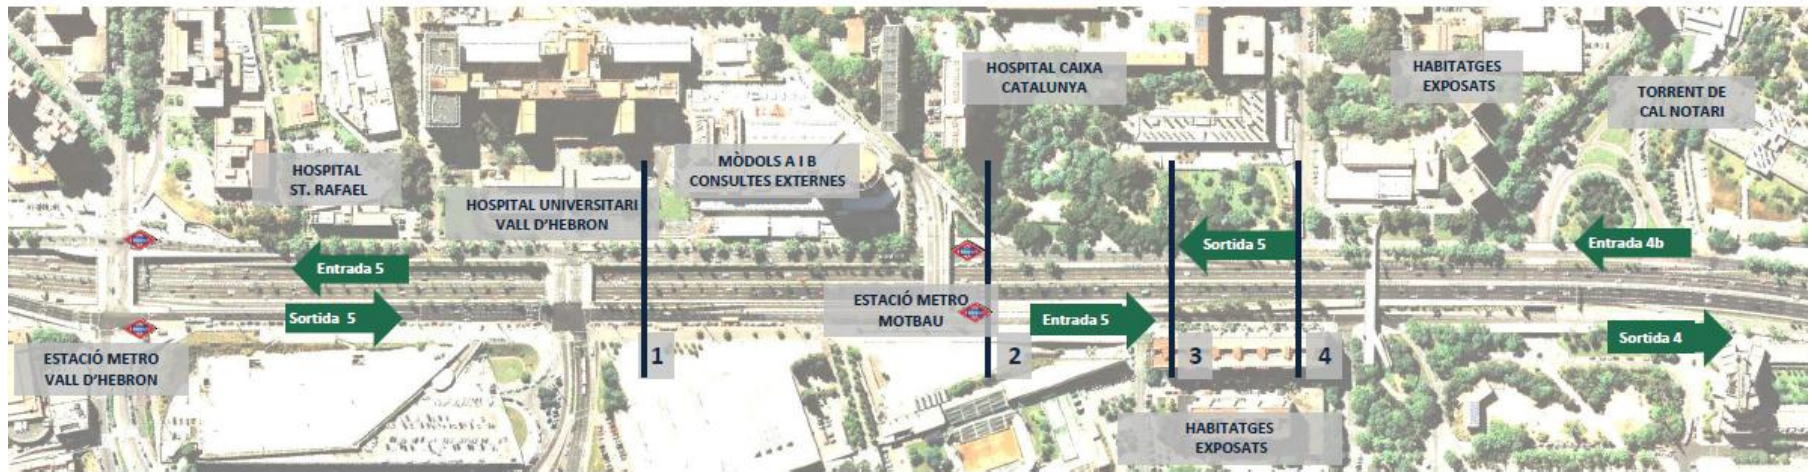 HOSPITAL CAIXA
CATALUNYA
HABITATGES
EXPOSATS
TORRENT DE
CAL NOTARI
MÒDOLS A I B
CONSULTES EXTERNES
HOSPITAL
ST. RAFAEL
HOSPITAL UNIVERSITARI
VALL D'HEBRON
Sortida 5
Entrada 4b
Entrada 5
Sortida 5
ESTACIÓ METRO
MOTBAU
Entrada 5
Sortida 4
ESTACIÓ METRO
VALL D'HEBRON
1
2
3
4
HABITATGES
EXPOSATS